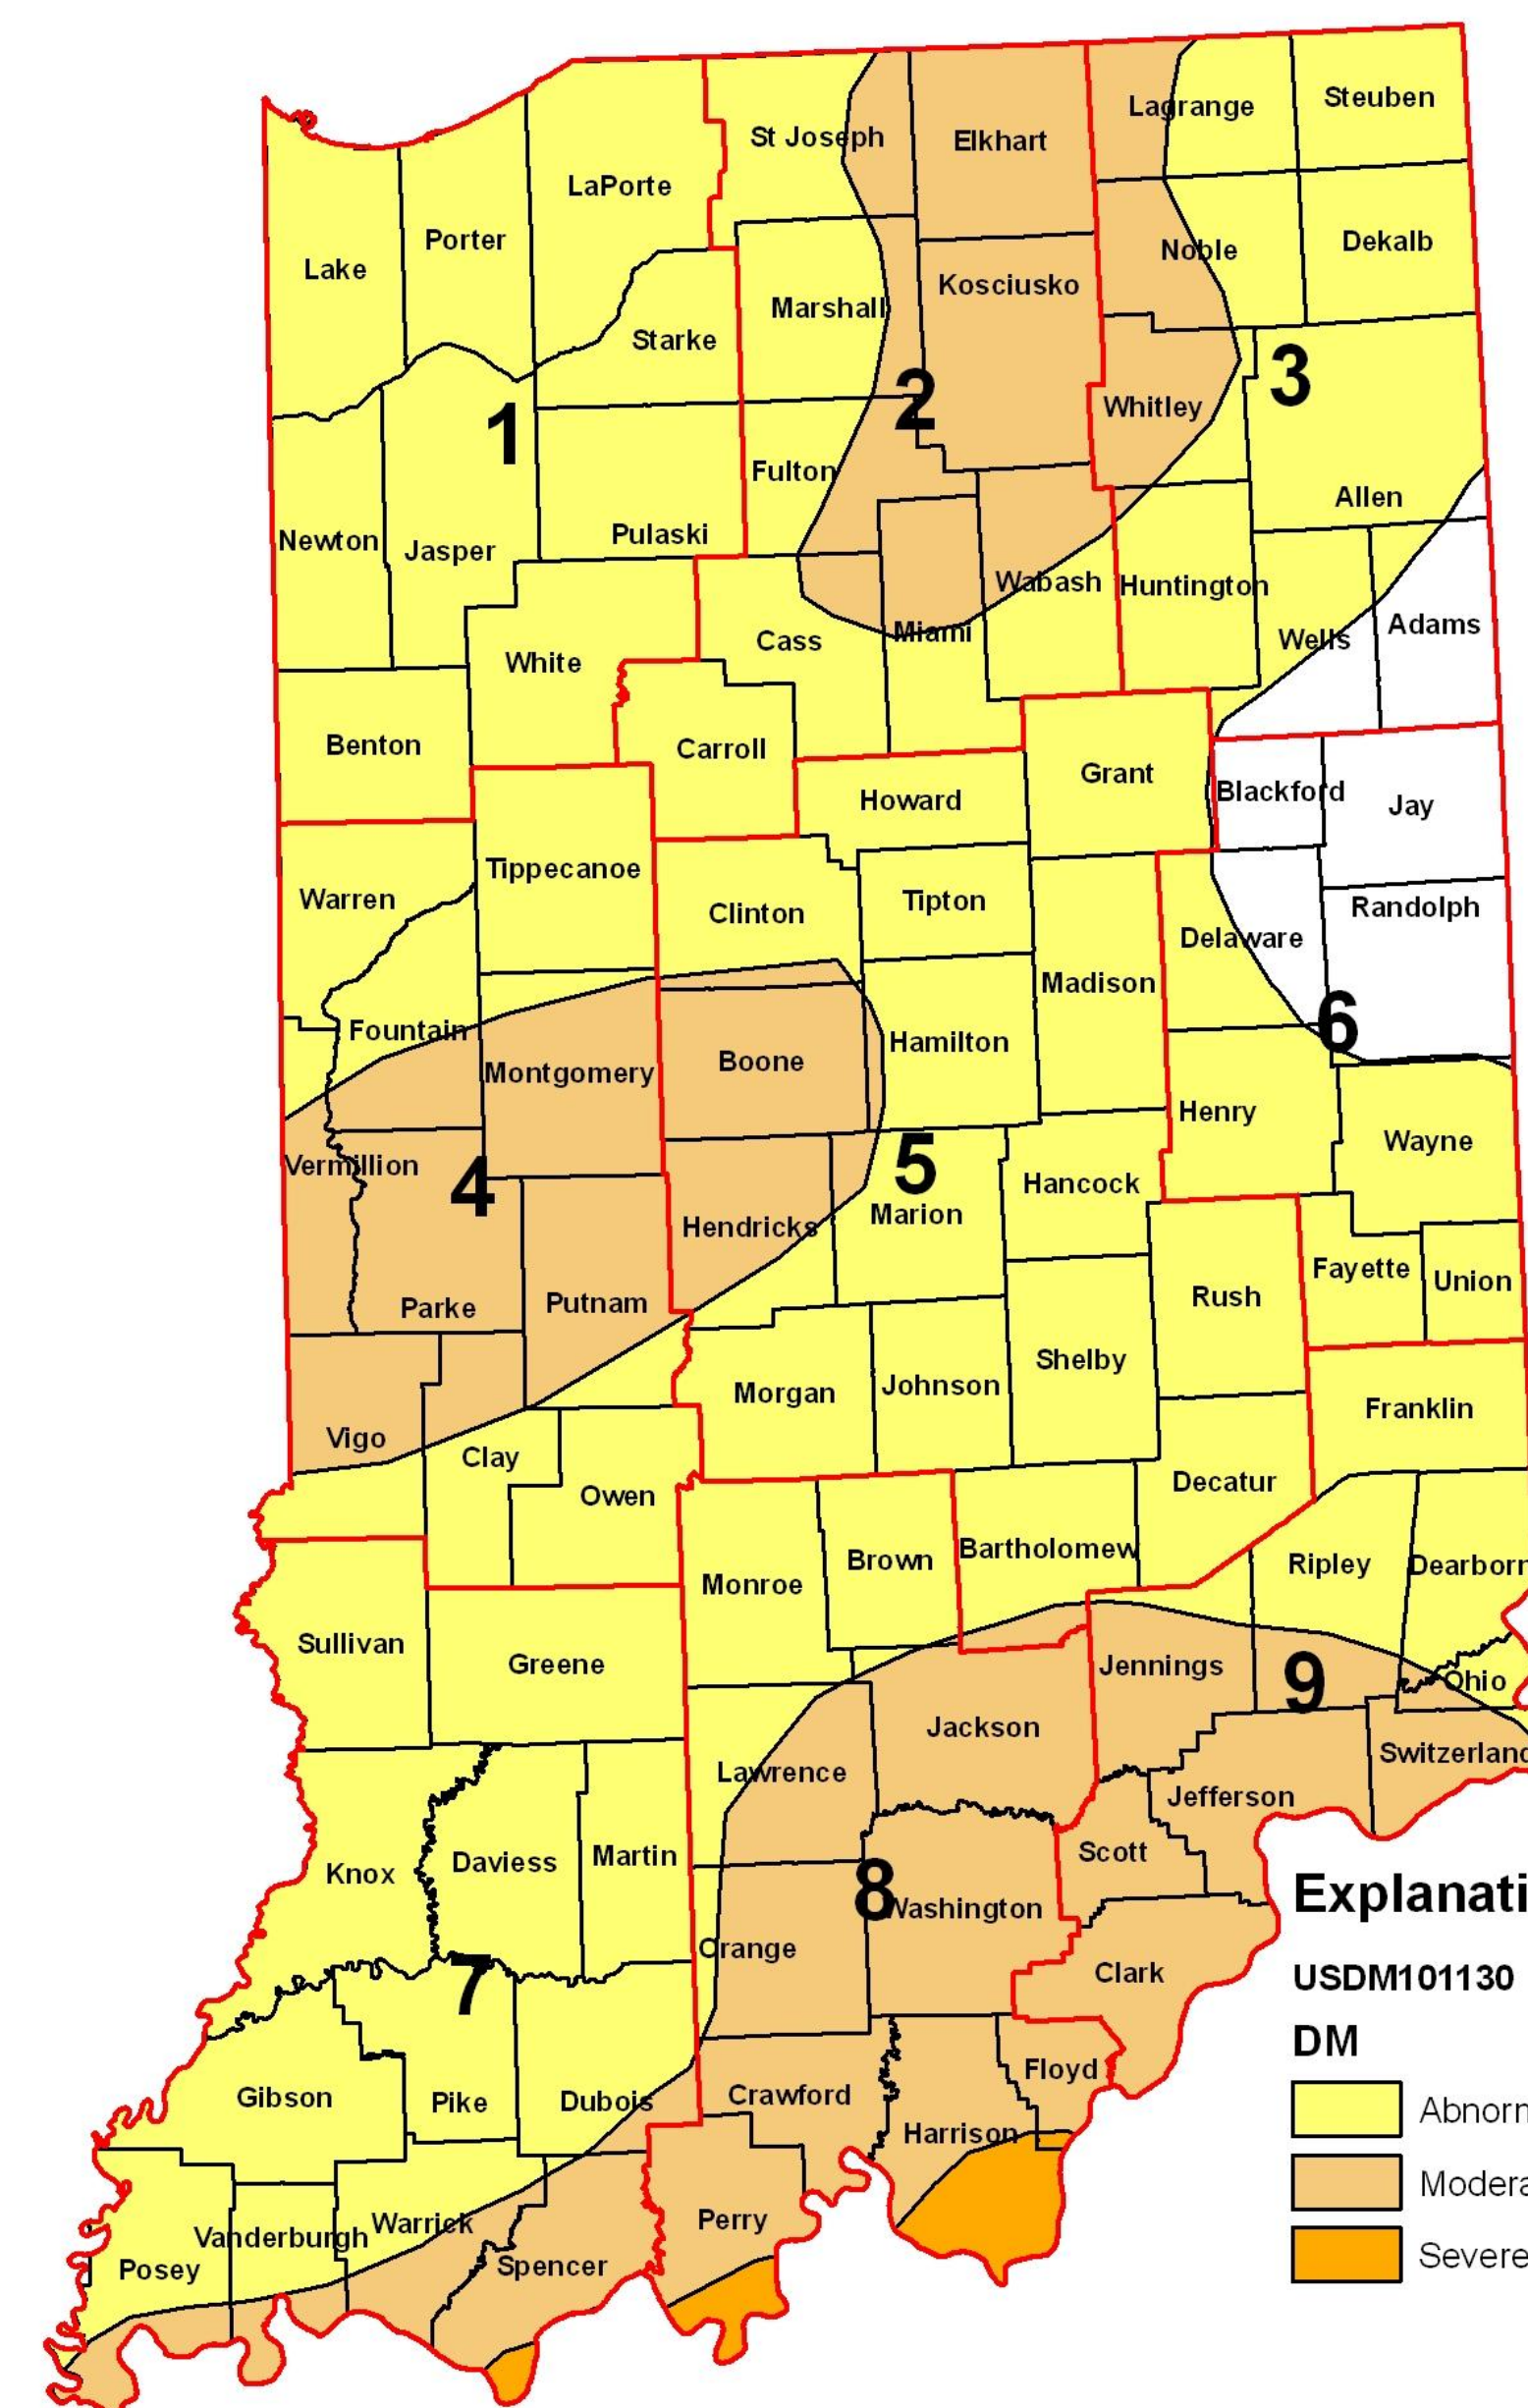 Steuben
Lagrange
St Joseph
Elkhart
LaPorte
Porter
Lake
Noble
Dekalb
Kosciusko
Marshall
Starke
3
2
Whitley
1
Fulton
Allen
Pulaski
Newton
Jasper
Wabash
Huntington
Adams
Miami
Cass
Wells
White
Benton
Carroll
Grant
Blackford
Howard
Jay
Tippecanoe
Warren
Tipton
Randolph
Clinton
Delaware
Madison
6
Fountain
Hamilton
Boone
Montgomery
Henry
Wayne
Vermillion
4
5
Hancock
Marion
Hendricks
Fayette
Union
Rush
Putnam
Parke
Shelby
Johnson
Morgan
Franklin
Vigo
Clay
Decatur
Owen
Bartholomew
Brown
Ripley
Dearborn
Monroe
Sullivan
Greene
Jennings
9
Ohio
Jackson
Switzerland
Lawrence
Jefferson
Scott
Martin
Daviess
Knox
8
Washington
Orange
Clark
7
Floyd
Crawford
Gibson
Pike
Dubois
Harrison
Perry
Warrick
Vanderburgh
Spencer
Posey
Explanati
USDM101130
DM
Abnorm
Modera
Severe